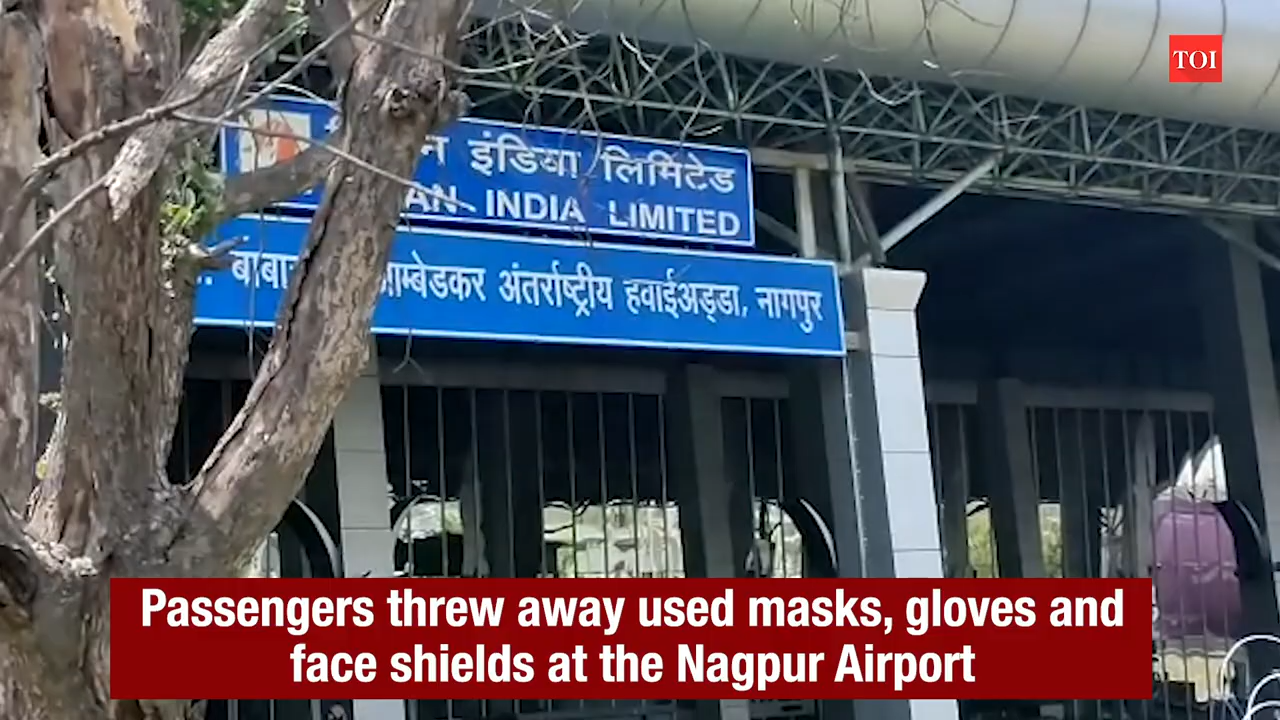 TOI
इंडिया लिमिटेड
INDIA LIMITED
अंतर्राष्ट्रीय हवाईअड्डा, नागपुर
Passengers threw away used masks, gloves and
face shields at the Nagpur Airport